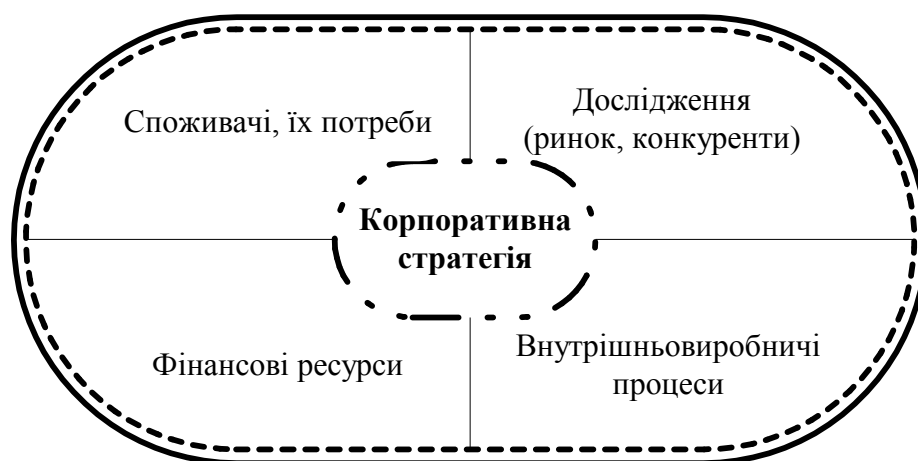 Споживачі, їх потреби
Дослідження
(ринок, конкуренти)
Корпоративна
стратегія
Фінансові ресурси
Внутрішньовиробничі
процеси